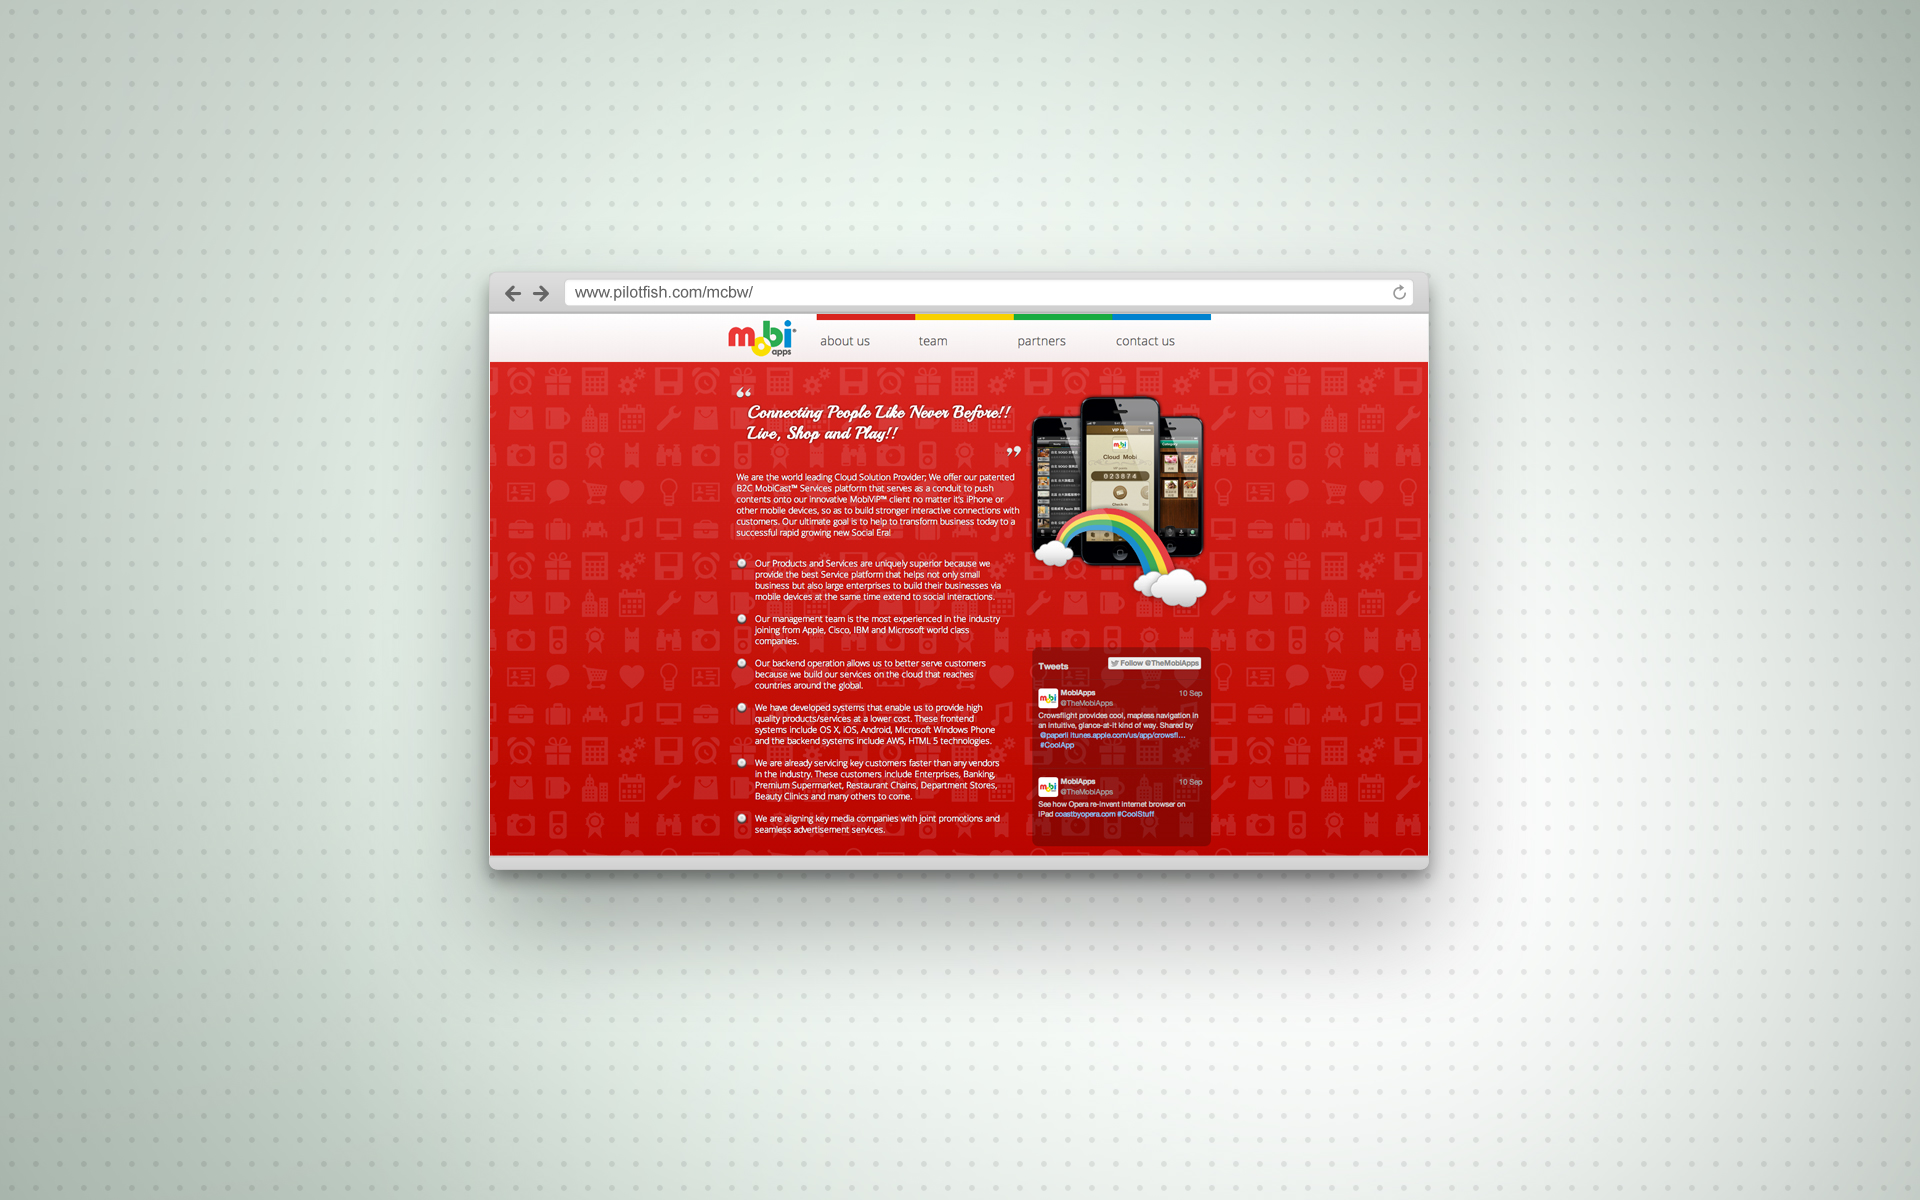 www.pilotfish.com/mcbw/
mobi
apps
about us
team
partners
contact us
“
Connecting People Like Never Before!!
Live, Shop and Play!!
”
We are the world leading Cloud Solution Provider; We offer our patented
B2C MobiCast™ Services platform that serves as a conduit to push
contents onto our innovative MobiVIP™ client no matter it's iPhone or
other mobile devices, so as to build stronger interactive connections with
customers. Our ultimate goal is to help to transform business today to a
successful rapid growing new Social Era!
Our Products and Services are uniquely superior because we
provide the best Service platform that helps not only small
business but also large enterprises to build their businesses via
mobile devices at the same time extend to social interactions.
Our management team is the most experienced in the industry
joining from Apple, Cisco, IBM and Microsoft world class
companies.
Our backend operation allows us to better serve customers
because we build our services on the cloud that reaches
countries around the global.
We have developed systems that enable us to provide high
quality products/services at a lower cost. These frontend
systems include OS X, iOS, Android, Microsoft Windows Phone
and the backend systems include AWS, HTML 5 technologies.
We are already servicing key customers faster than any vendors
in the industry. These customers include Enterprises, Banking,
Premium Supermarket, Restaurant Chains, Department Stores,
Beauty Clinics and many others to come.
We are aligning key media companies with joint promotions and
seamless advertisement services.
VIP Info
mobi
Cloud Mobi
023874
Check-in
Tweets
Follow @TheMobiApps
mobi
MobiApps
10 Sep
@TheMobiApps
Crowsflight provides cool, mapless navigation in
an intuitive, glance-at-it kind of way. Shared by
@paperli itunes.apple.com/us/app/crowsfl…
#CoolApp
mobi
MobiApps
10 Sep
@TheMobiApps
See how Opera re-invent internet browser on
iPad coastbyopera.com #CoolStuff